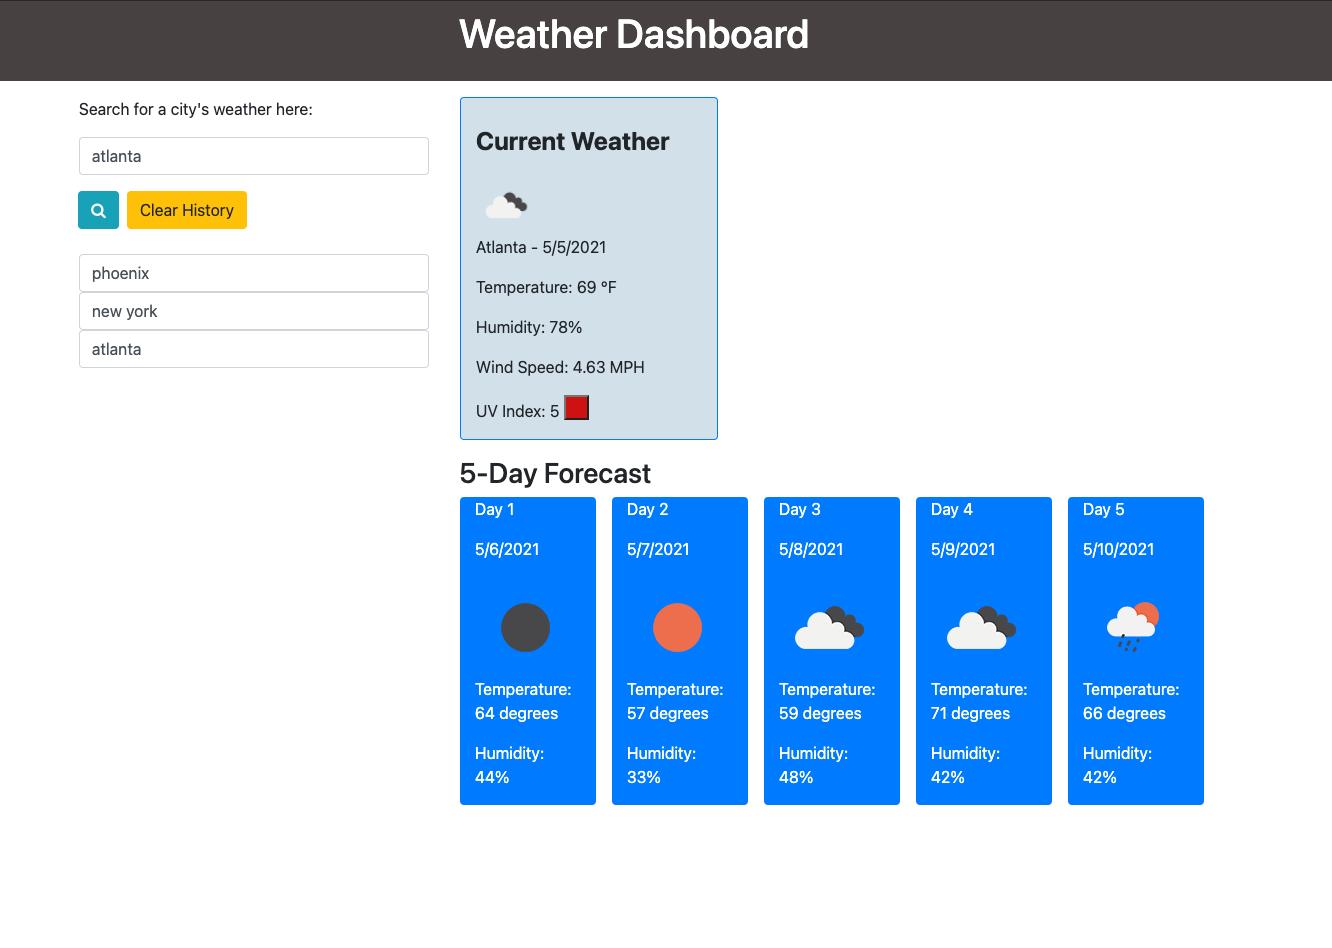 Weather Dashboard
Search for a city's weather here:
atlanta
Clear History
phoenix
new york
atlanta
Current Weather
Atlanta - 5/5/2021
Temperature: 69 °F
Humidity: 78%
Wind Speed: 4.63 MPH
UV Index: 5
5-Day Forecast
Day 1
5/6/2021
Temperature:
64 degrees
Humidity:
44%
Day 2
5/7/2021
Temperature:
57 degrees
Humidity:
33%
Day 3
5/8/2021
Temperature:
59 degrees
Humidity:
48%
Day 4
5/9/2021
Temperature:
71 degrees
Humidity:
42%
Day 5
5/10/2021
Temperature:
66 degrees
Humidity:
42%